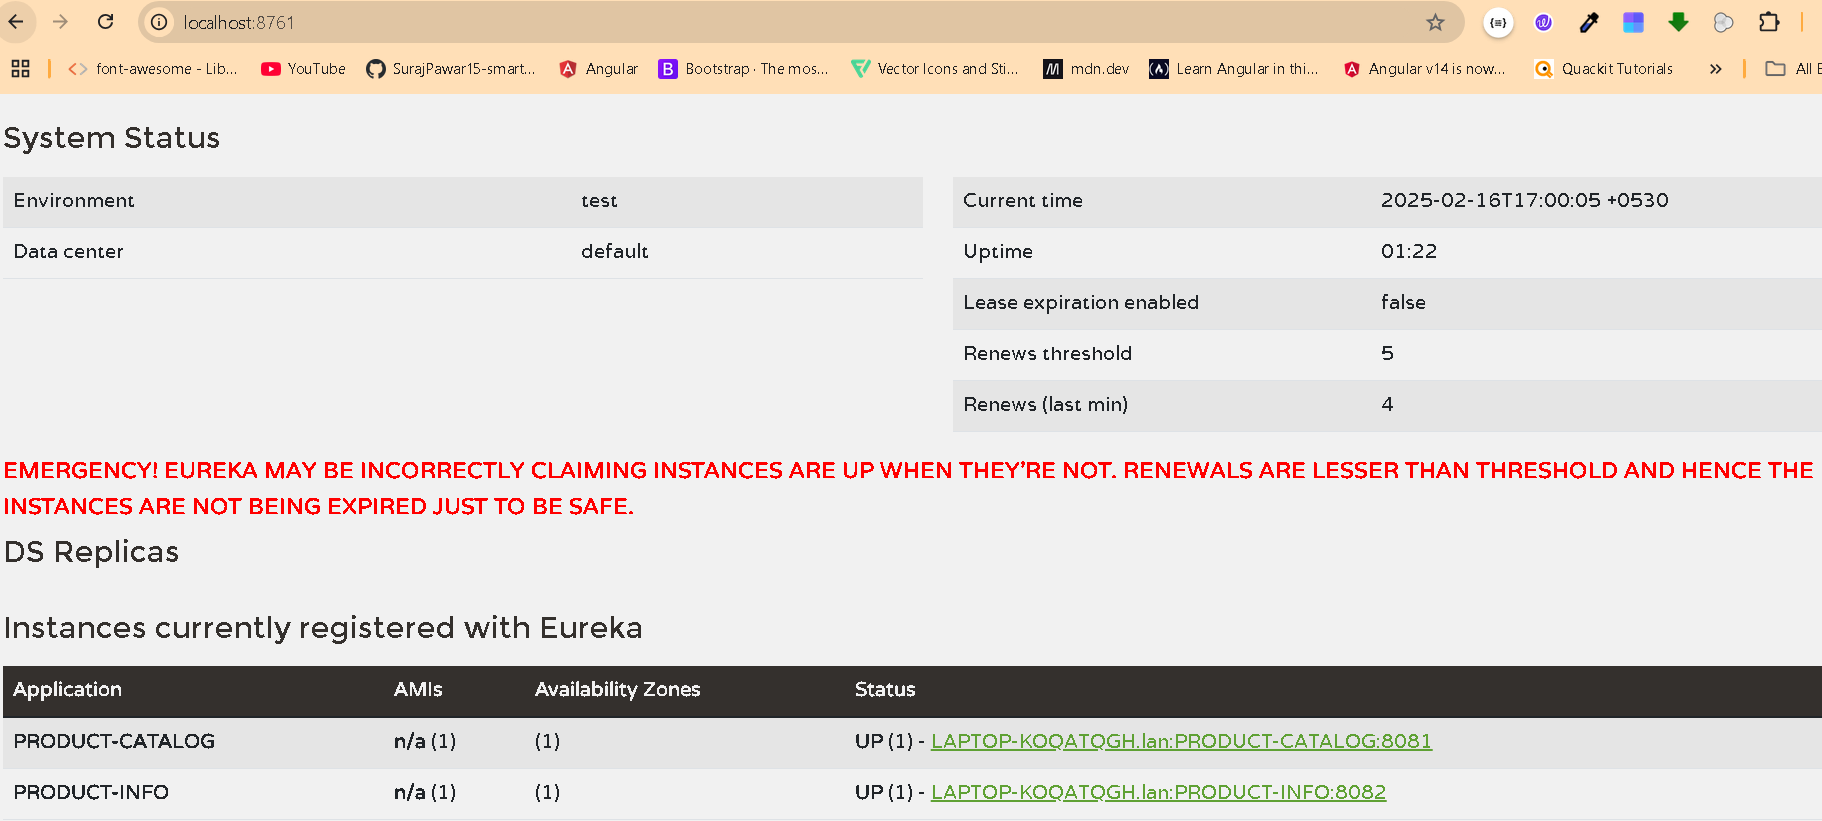 localhost:8761
font-awesome - Lib... YouTube SurajPawar15-smart... Angular Bootstrap · The mos... Vector Icons and Sti... mdn.dev Learn Angular in thi... Angular v14 is now... Quackit Tutorials » All
System Status
Environment test
Data center default
Current time 2025-02-16T17:00:05 +0530
Uptime 01:22
Lease expiration enabled false
Renews threshold 5
Renews (last min) 4
EMERGENCY! EUREKA MAY BE INCORRECTLY CLAIMING INSTANCES ARE UP WHEN THEY'RE NOT. RENEWALS ARE LESSER THAN THRESHOLD AND HENCE THE
INSTANCES ARE NOT BEING EXPIRED JUST TO BE SAFE.
DS Replicas
Instances currently registered with Eureka
Application AMIs Availability Zones Status
PRODUCT-CATALOG n/a (1) (1) UP (1) - LAPTOP-KOQATQGH.lan:PRODUCT-CATALOG:8081
PRODUCT-INFO n/a (1) (1) UP (1) - LAPTOP-KOQATQGH.lan:PRODUCT-INFO:8082